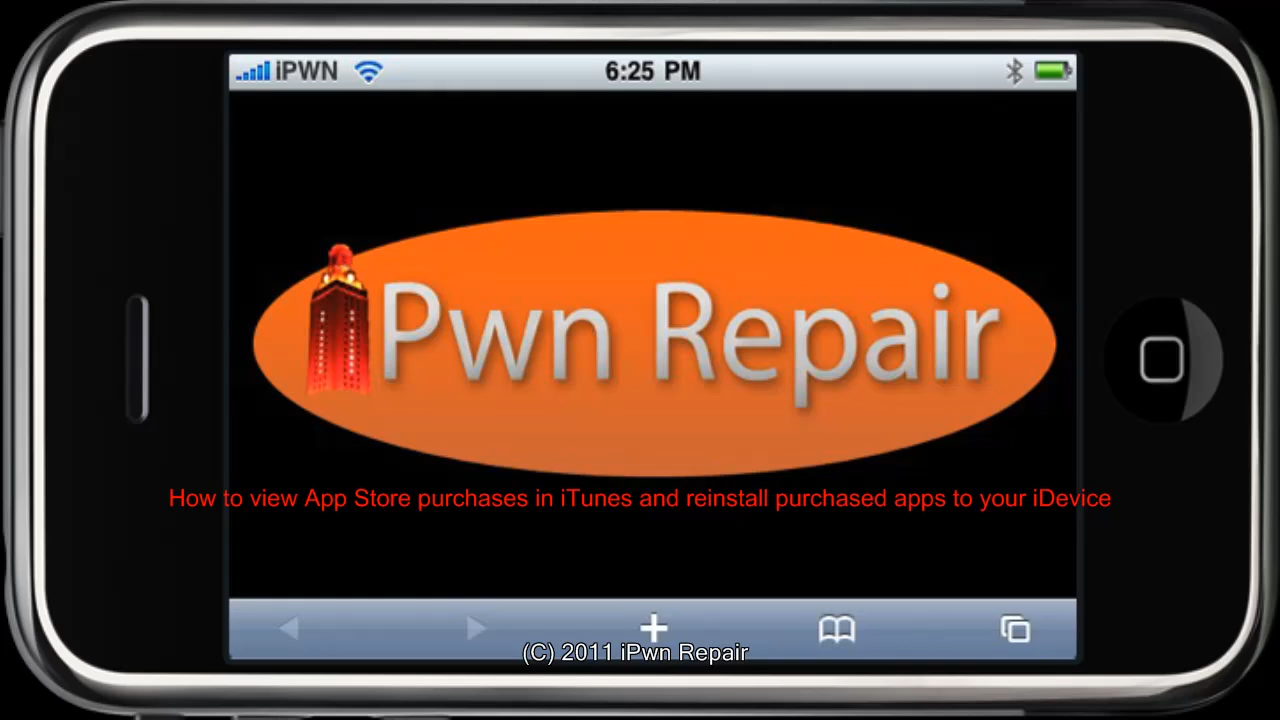 iPWN 6:25 PM
Pwn Repair
How to view App Store purchases in iTunes and reinstall purchased apps to your iDevice
(C) 2011 iPwn Repair